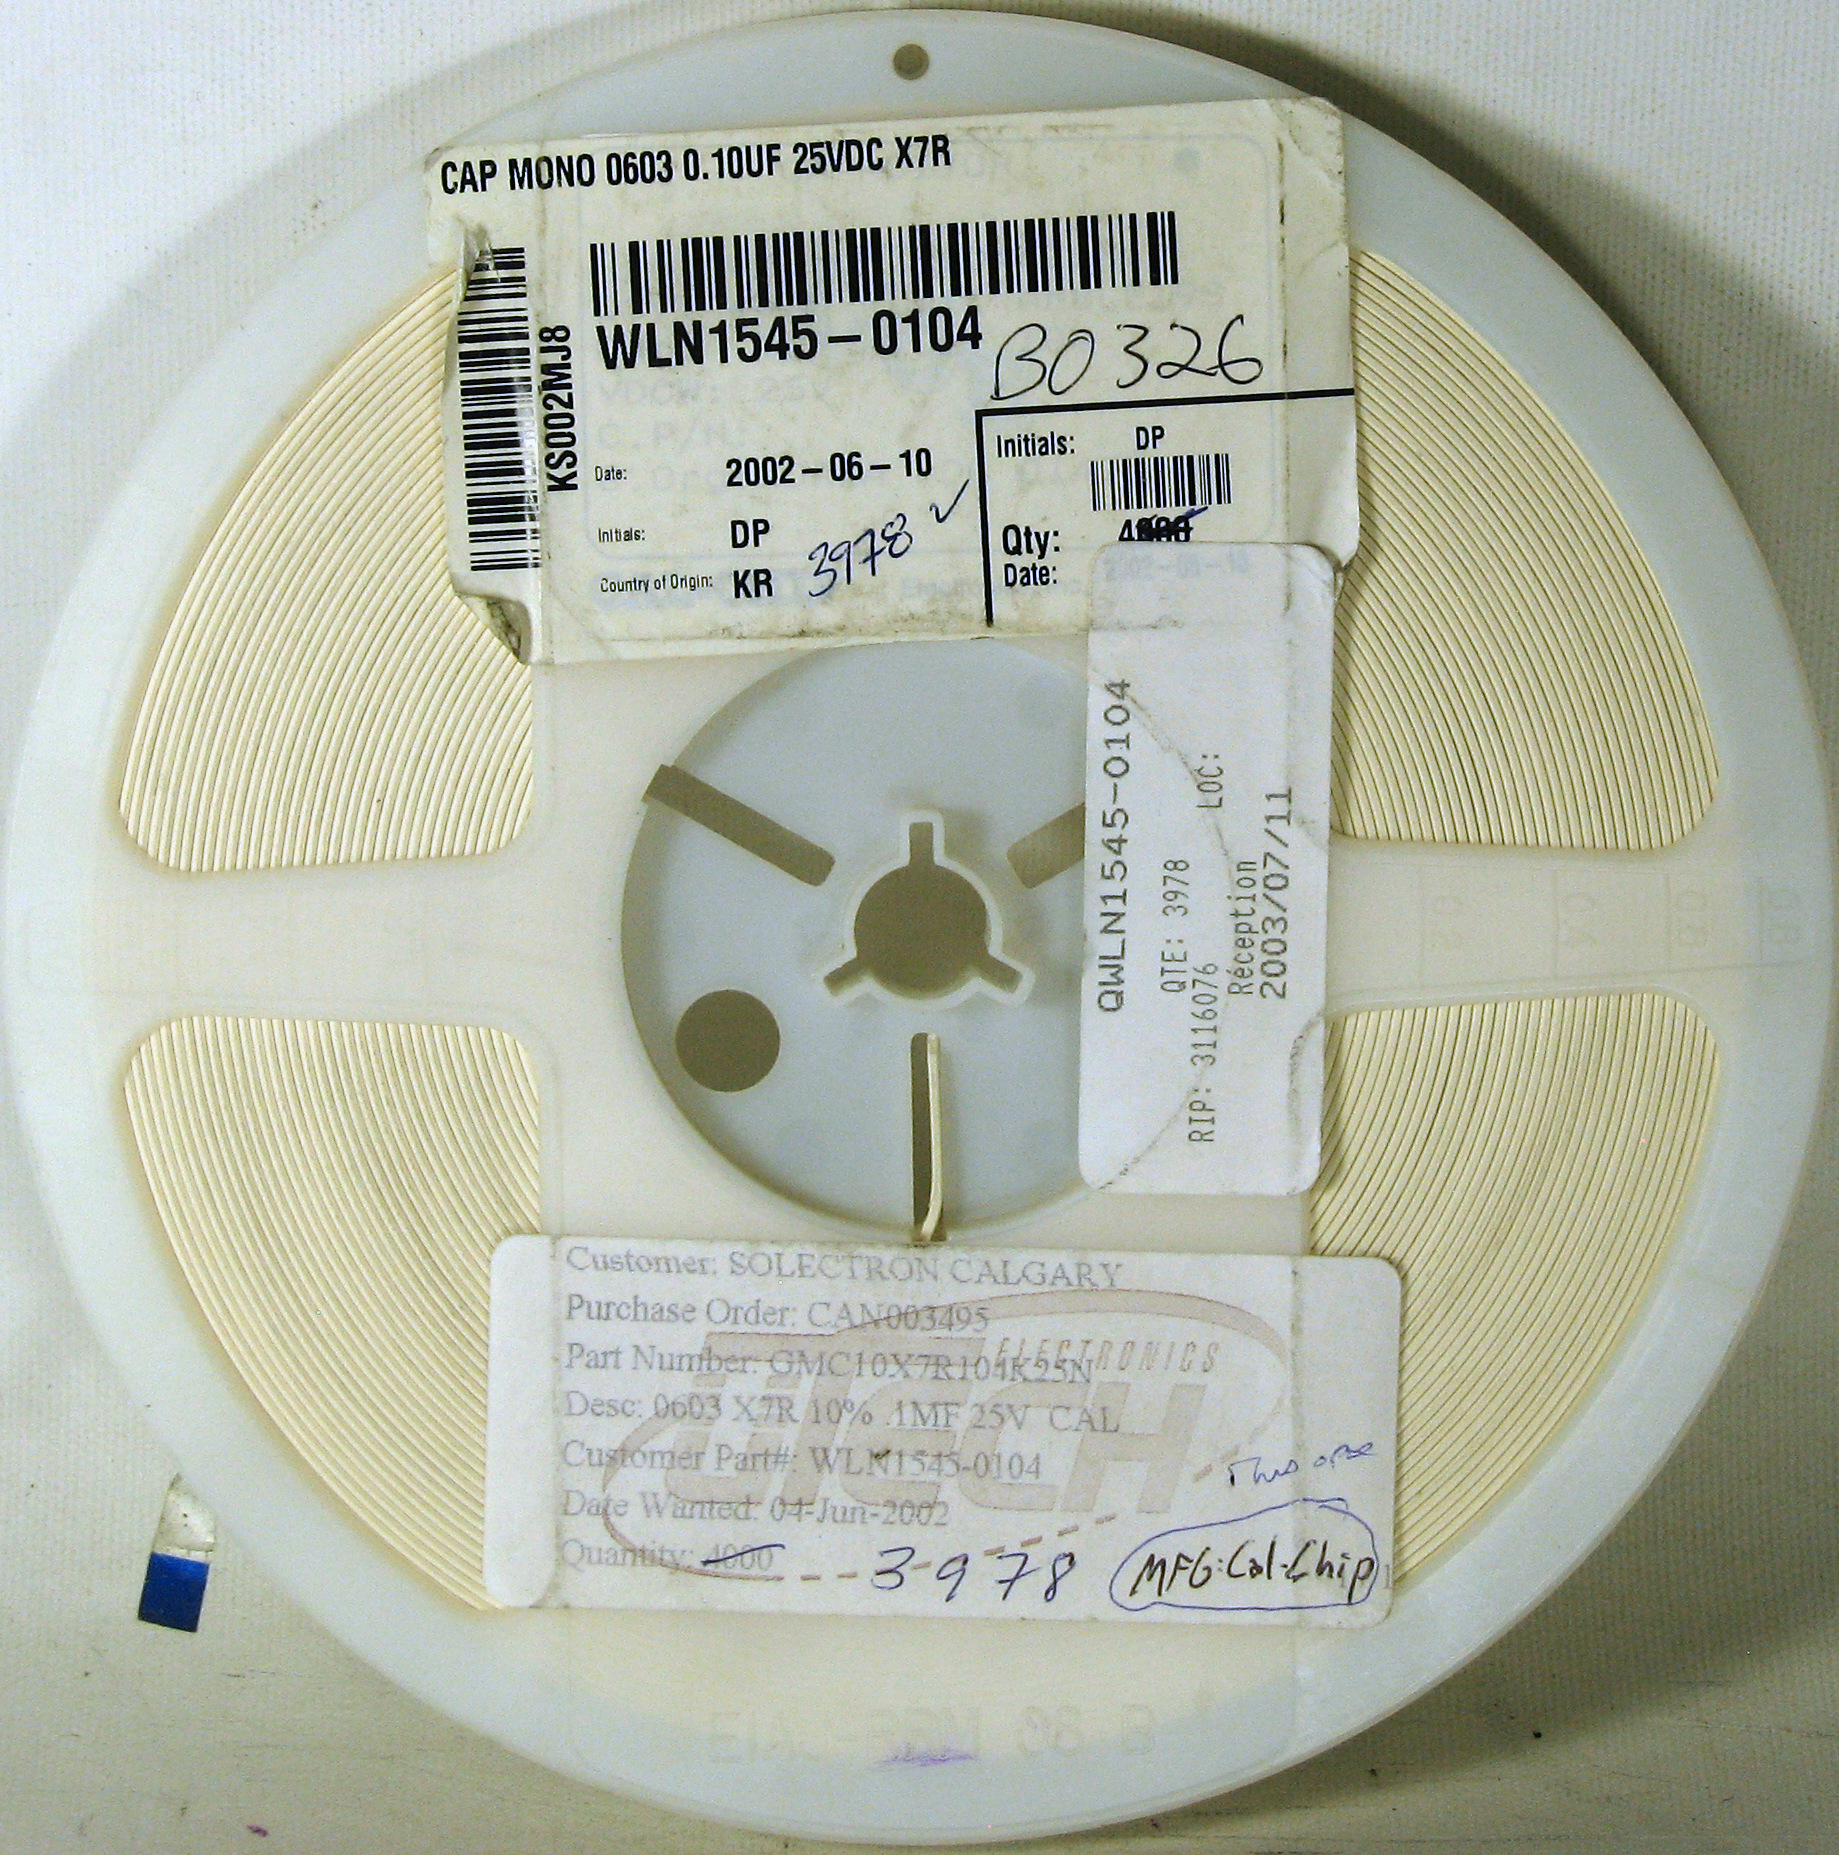 CAP MONO 0603 0.10UF 25VDC X7R
KS002MJ8
WLN1545-0104
B0326
Date: 2002-06-10
Initials: DP
Country of Origin: KR
3978 ✓
Initials: DP
Qty: 4000
Date:
QWLN1545-0104
QTE: 3978 LOC:
RIP: 3116076
Réception
2003/07/11
Customer: SOLECTRON CALGARY
Purchase Order: CAN003495
Part Number: GMC10X7R104K25N
Desc: 0603 X7R 10% .1MF 25V CAL
Customer Part#: WLN1545-0104
Date Wanted: 04-Jun-2002
Quantity: 4000 3978
ELECTRONICS
This one
MFG: Cal-Chip